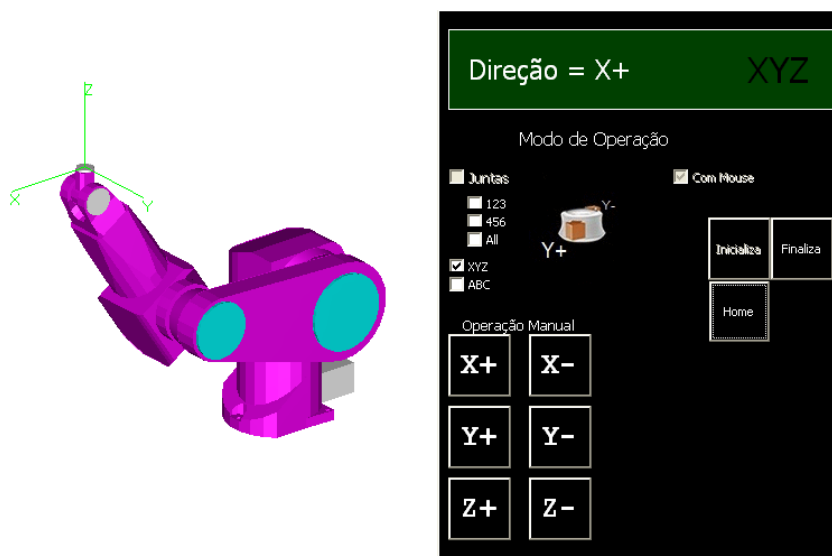 Z
X
Y
Direção = X+ XYZ
Modo de Operação
Juntas
Com Mouse
123
456
All
Y-
Y+
XYZ
ABC
Inicializa Finaliza
Home
Operação Manual
X+ X-
Y+ Y-
Z+ Z-